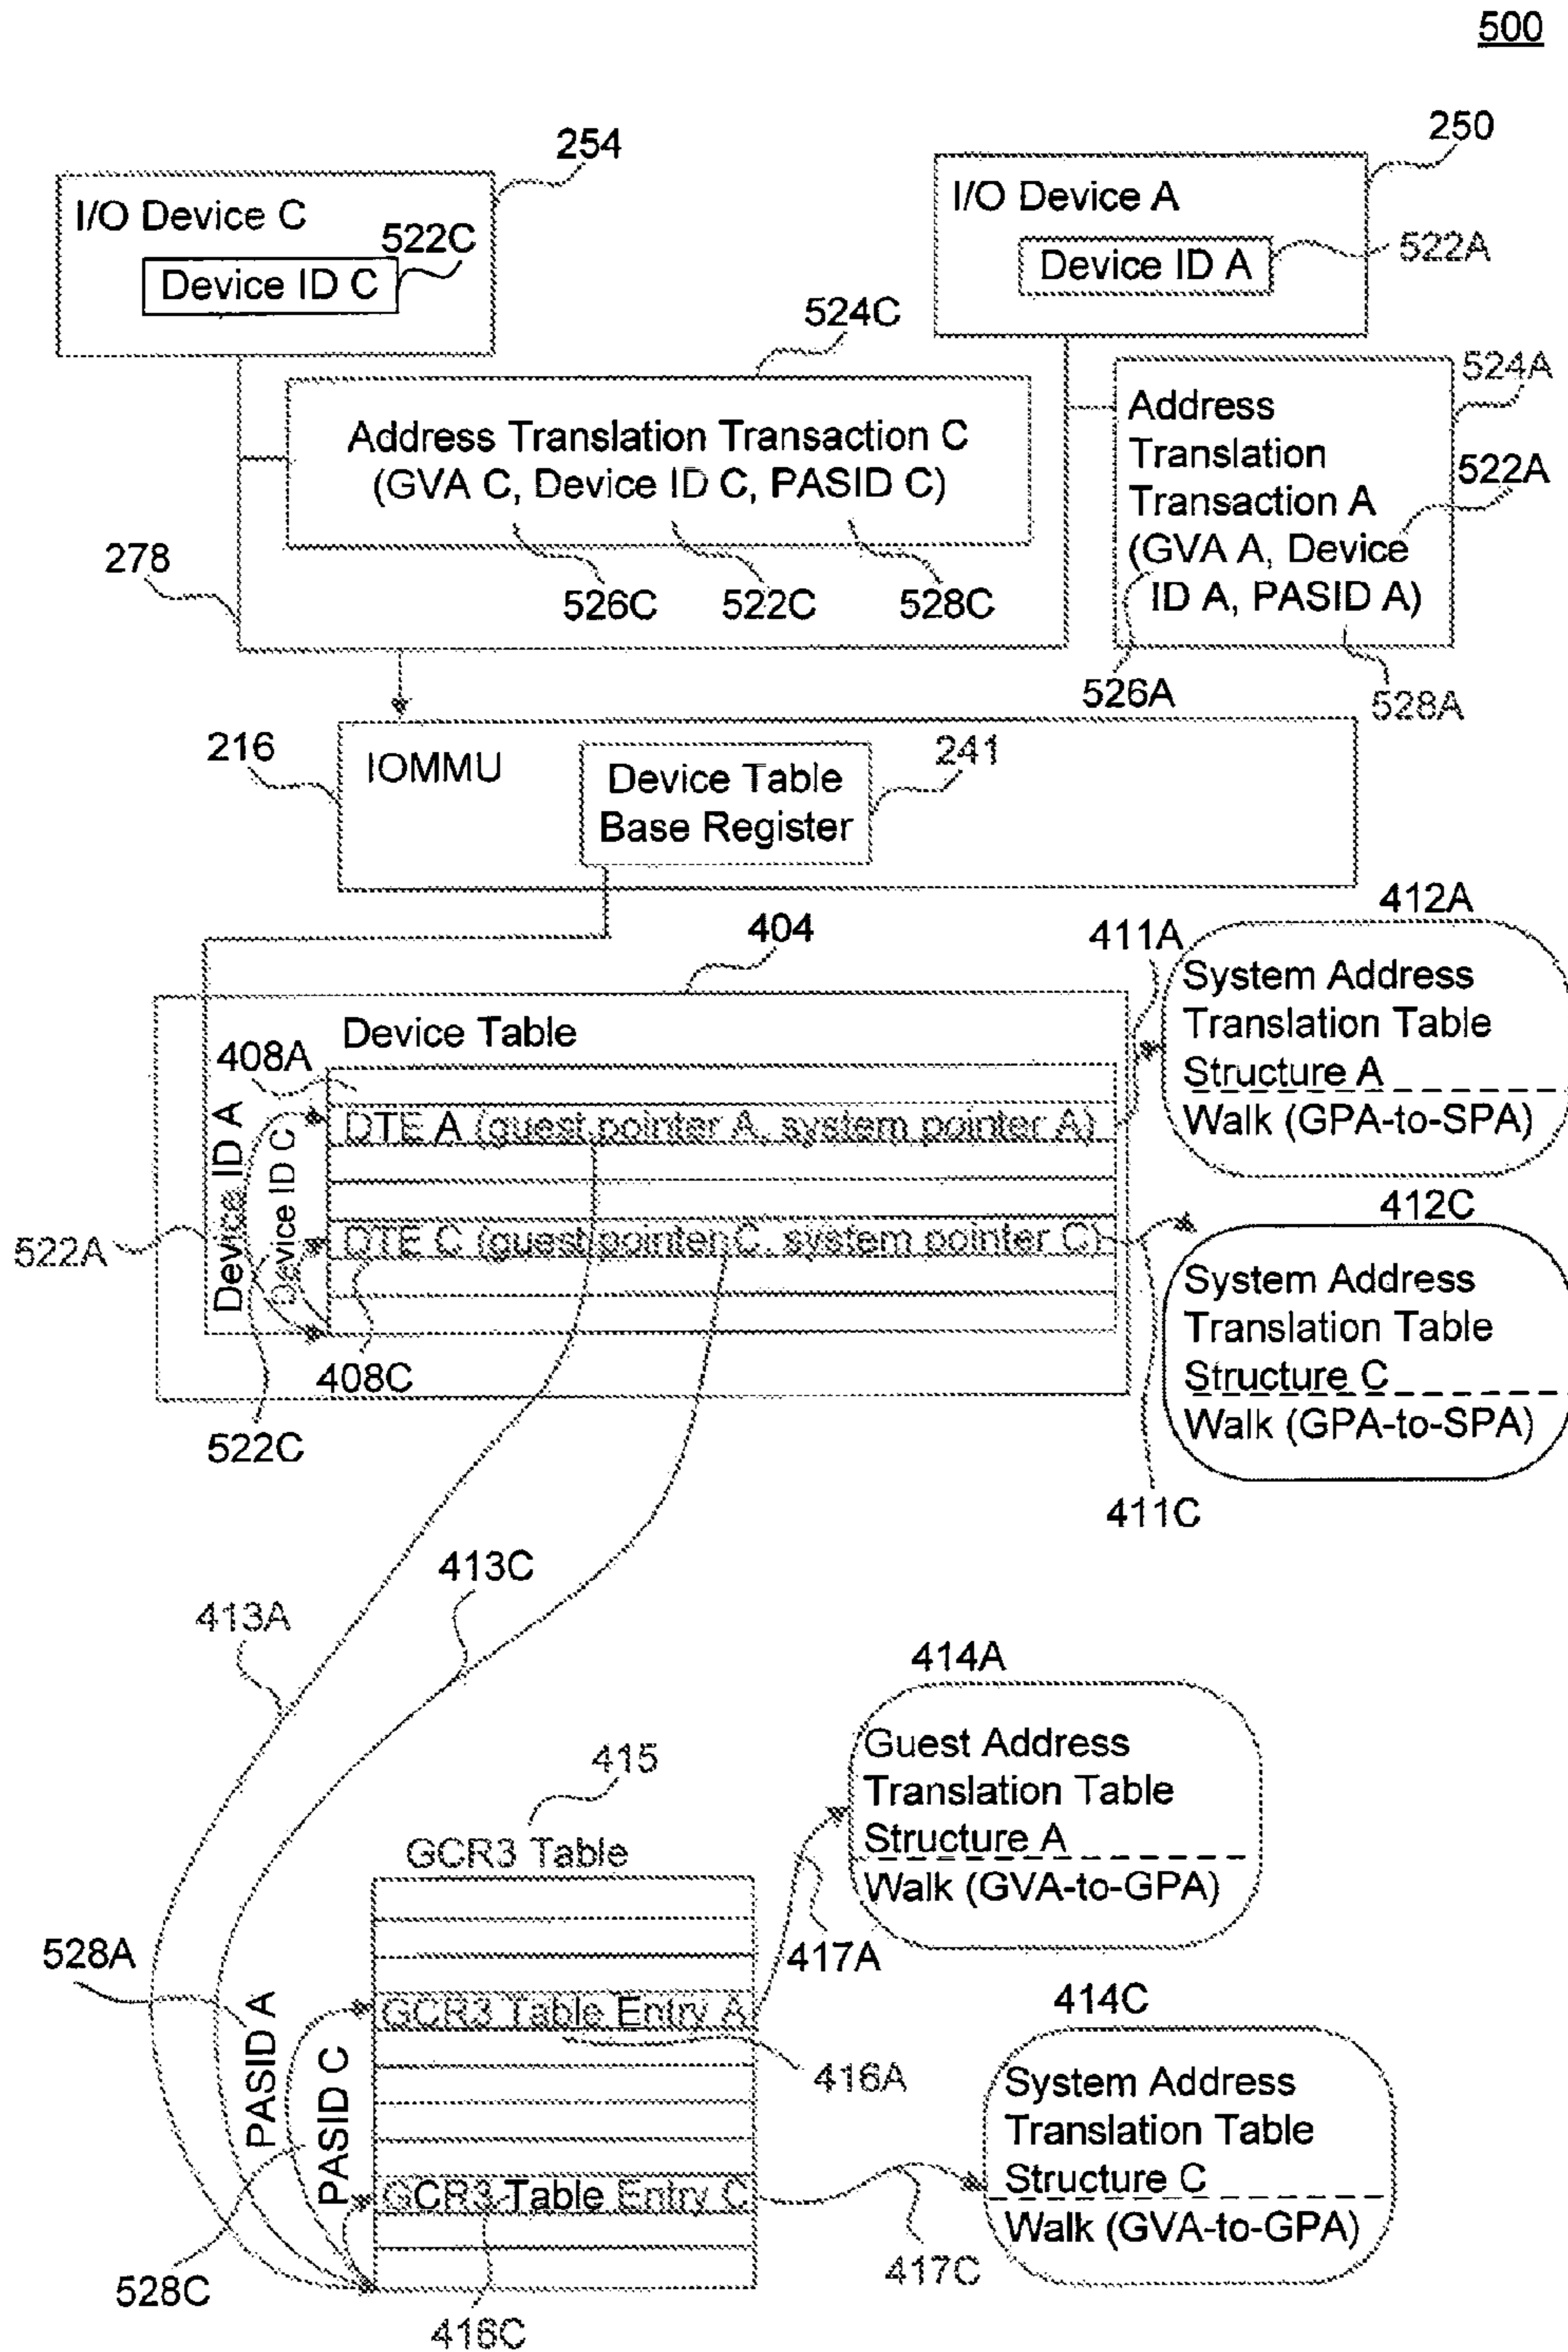 500
254
250
I/O Device C
522C
Device ID C
I/O Device A
Device ID A
522A
524C
524A
Address Translation Transaction C
(GVA C, Device ID C, PASID C)
Address
Translation
Transaction A
(GVA A, Device
ID A, PASID A)
522A
278
526C
522C
528C
526A
528A
216
IOMMU
Device Table
Base Register
241
404
411A
412A
System Address
Translation Table
Structure A
Walk (GPA-to-SPA)
Device Table
408A
Device ID A
Device ID C
DTE A (guest pointer A, system pointer A)
DTE C (guest pointer C, system pointer C)
522A
408C
522C
412C
System Address
Translation Table
Structure C
Walk (GPA-to-SPA)
411C
413C
413A
414A
Guest Address
Translation Table
Structure A
Walk (GVA-to-GPA)
415
GCR3 Table
417A
528A
PASID A
PASID C
GCR3 Table Entry A
416A
414C
System Address
Translation Table
Structure C
Walk (GVA-to-GPA)
GCR3 Table Entry C
417C
528C
416C